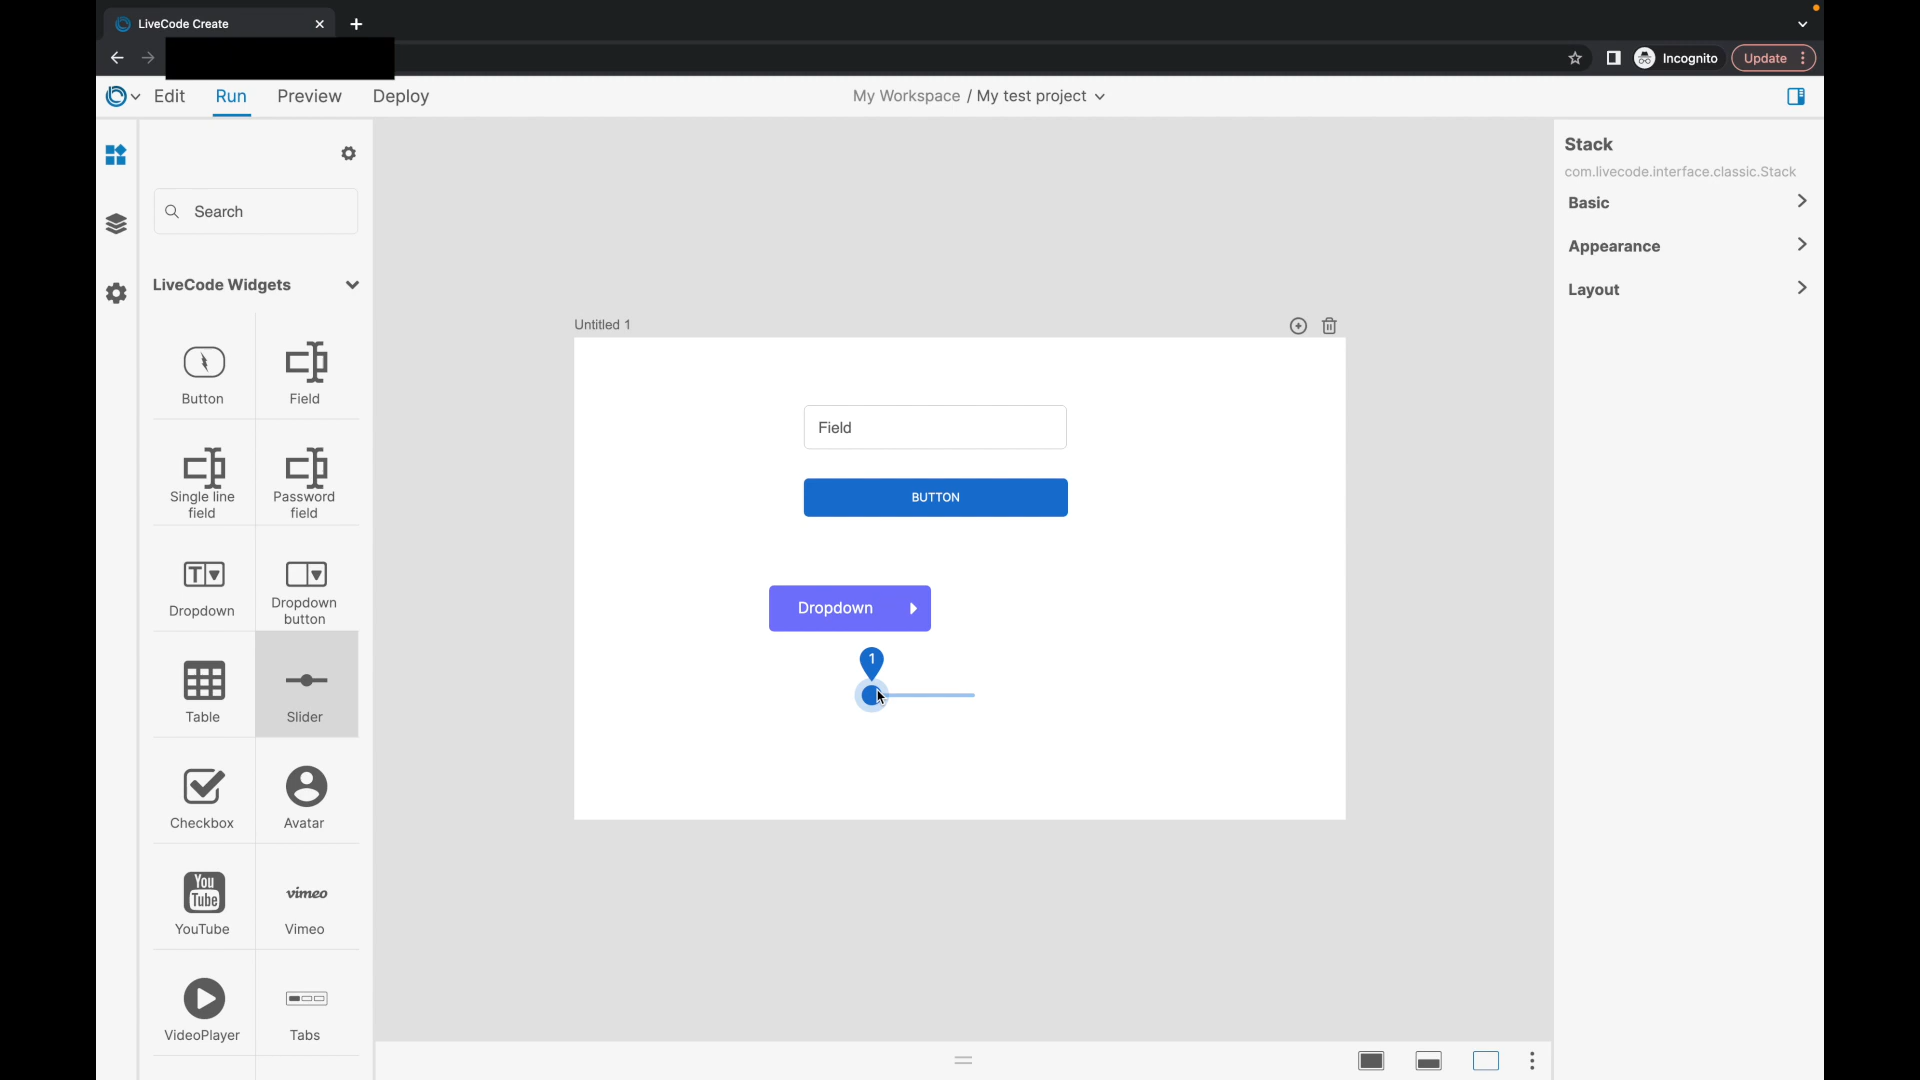 LiveCode Create
Incognito
Update
Edit Run Preview Deploy
My Workspace / My test project
Search
LiveCode Widgets
Button
Field
Single line
field
Password
field
Dropdown
Dropdown
button
Table
Slider
Checkbox
Avatar
You
Tube
YouTube
vimeo
Vimeo
VideoPlayer
Tabs
Untitled 1
Field
BUTTON
Dropdown
1
Stack
com.livecode.interface.classic.Stack
Basic
Appearance
Layout